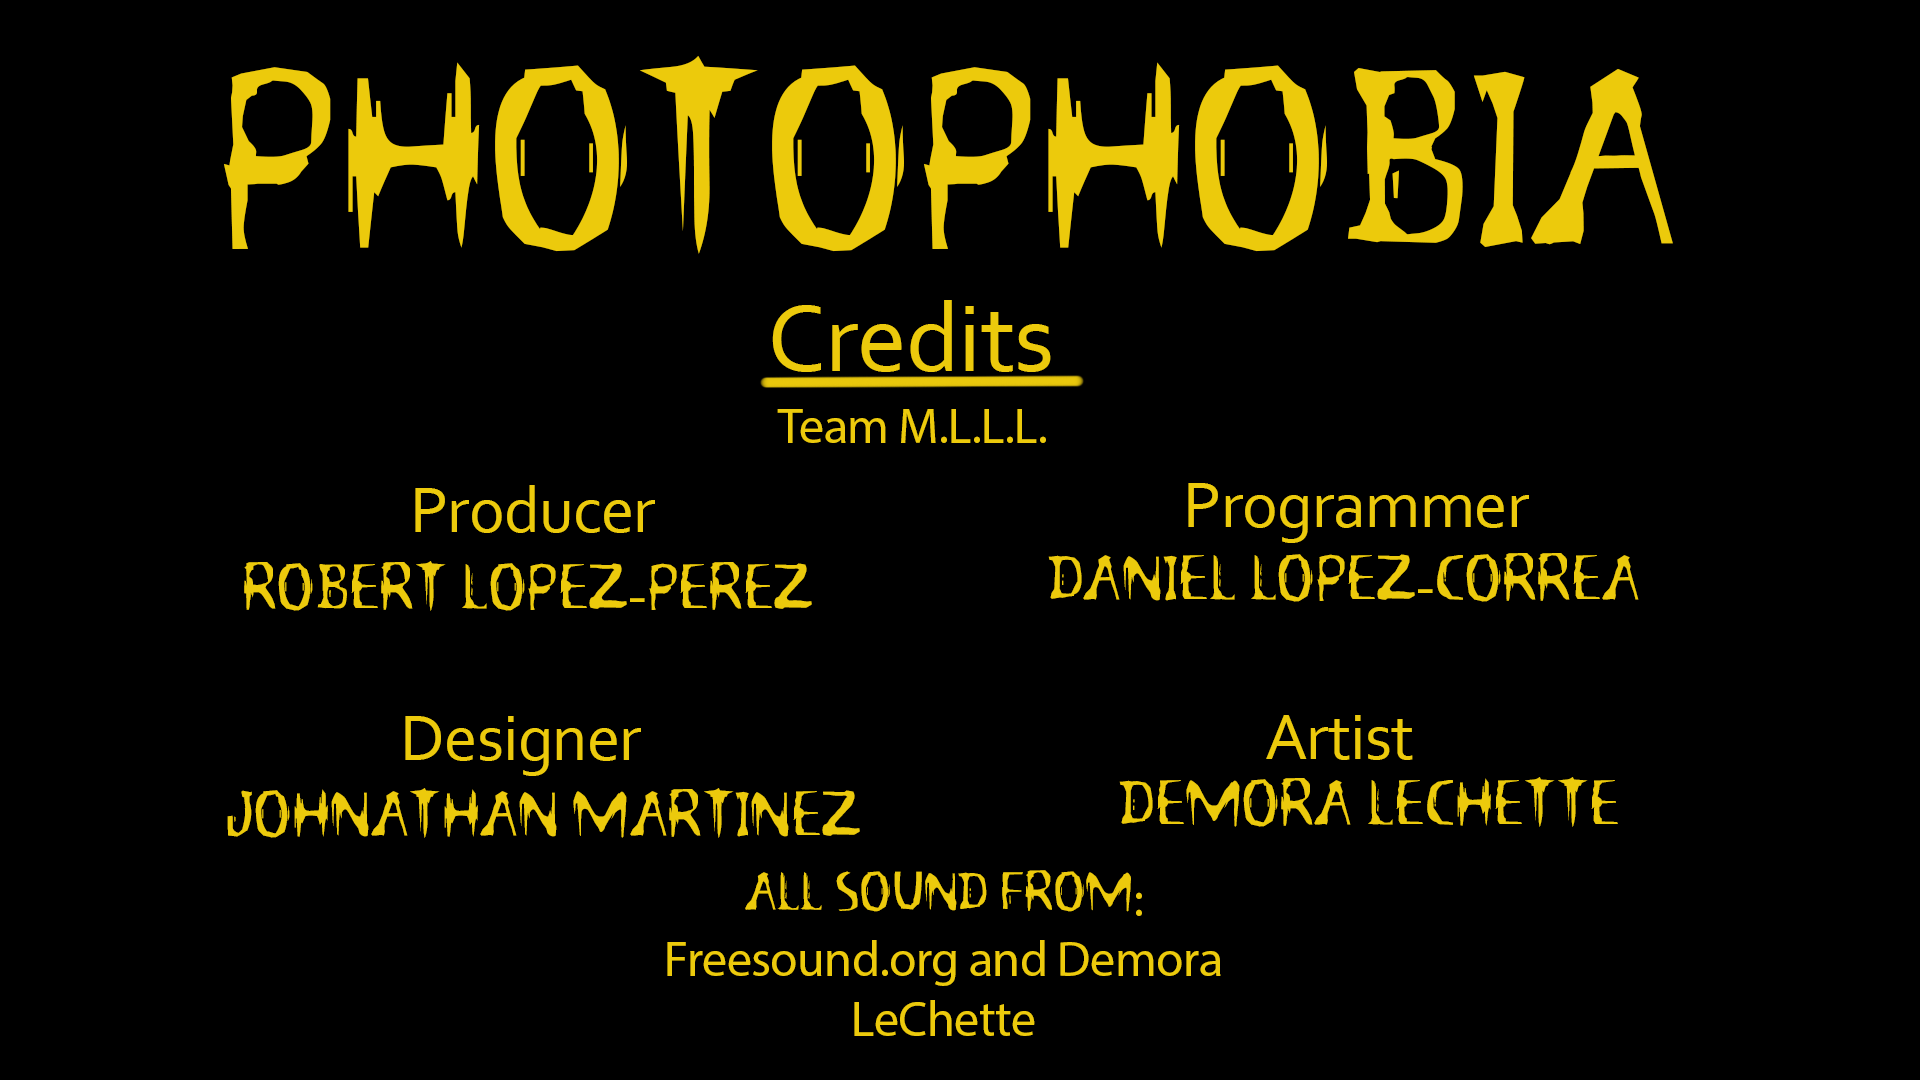 PHOTOPHOBIA
Credits
Team M.L.L.L.
Producer
ROBERT LOPEZ-PEREZ
Programmer
DANIEL LOPEZ-CORREA
Designer
JOHNATHAN MARTINEZ
Artist
DEMORA LECHETTE
ALL SOUND FROM:
Freesound.org and Demora
LeChette